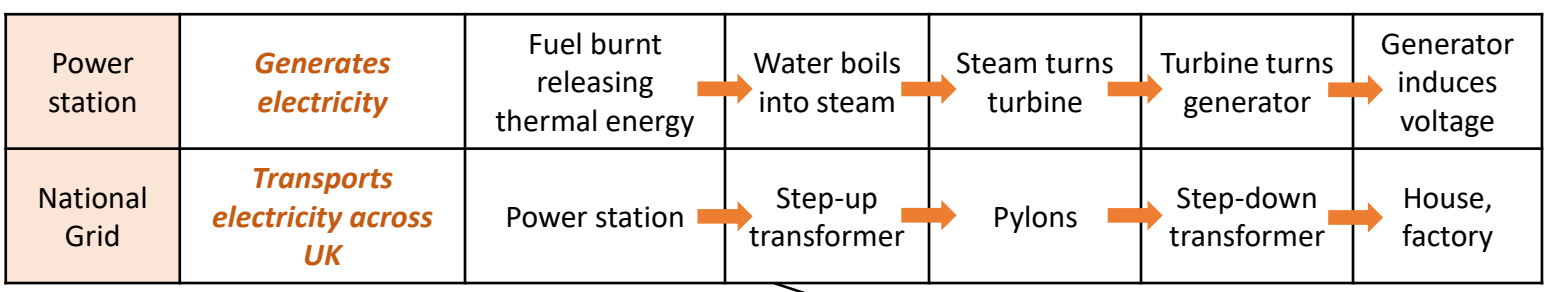 Power
station
Generates
electricity
Fuel burnt
releasing
thermal energy
Water boils
into steam
Steam turns
turbine
Turbine turns
generator
Generator
induces
voltage
National
Grid
Transports
electricity across
UK
Power station
Step-up
transformer
Pylons
Step-down
transformer
House,
factory